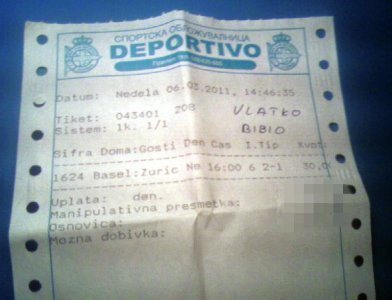 СПОРТСКА ОБЛОЖУВАЛНИЦА
DEPORTIVO
Datum: Nedela 06.03.2011, 14:46:35
Tiket: 043401 208 VLATKO
Sistem: 1k. 1/1 BIBIO
Sifra Doma:Gosti Den Cas I.Tip
1624 Basel:Zuric Ne 16:00 6 2-1 30,0
Uplata: den.
Manipulativna presmetka:
Osnovica:
Mozna dobivka: